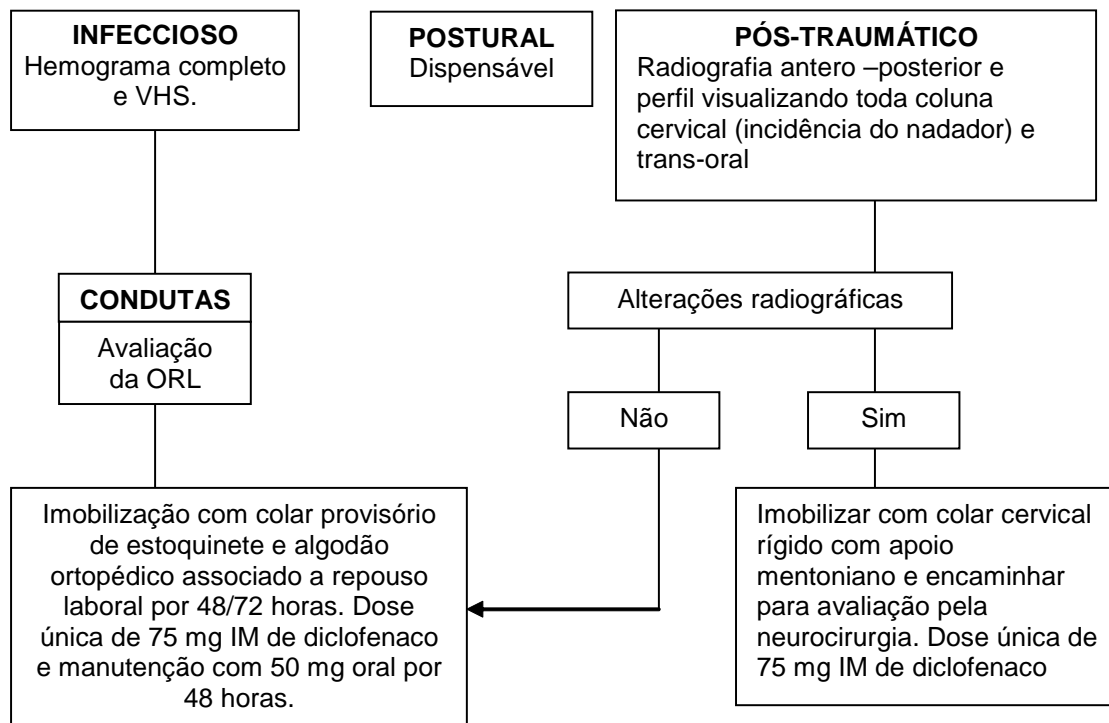 INFECCIOSO
Hemograma completo
e VHS.
POSTURAL
Dispensável
PÓS-TRAUMÁTICO
Radiografia antero –posterior e
perfil visualizando toda coluna
cervical (incidência do nadador) e
trans-oral
CONDUTAS
Avaliação
da ORL
Alterações radiográficas
Não
Sim
Imobilização com colar provisório
de estoquinete e algodão
ortopédico associado a repouso
laboral por 48/72 horas. Dose
única de 75 mg IM de diclofenaco
e manutenção com 50 mg oral por
48 horas.
Imobilizar com colar cervical
rígido com apoio
mentoniano e encaminhar
para avaliação pela
neurocirurgia. Dose única de
75 mg IM de diclofenaco